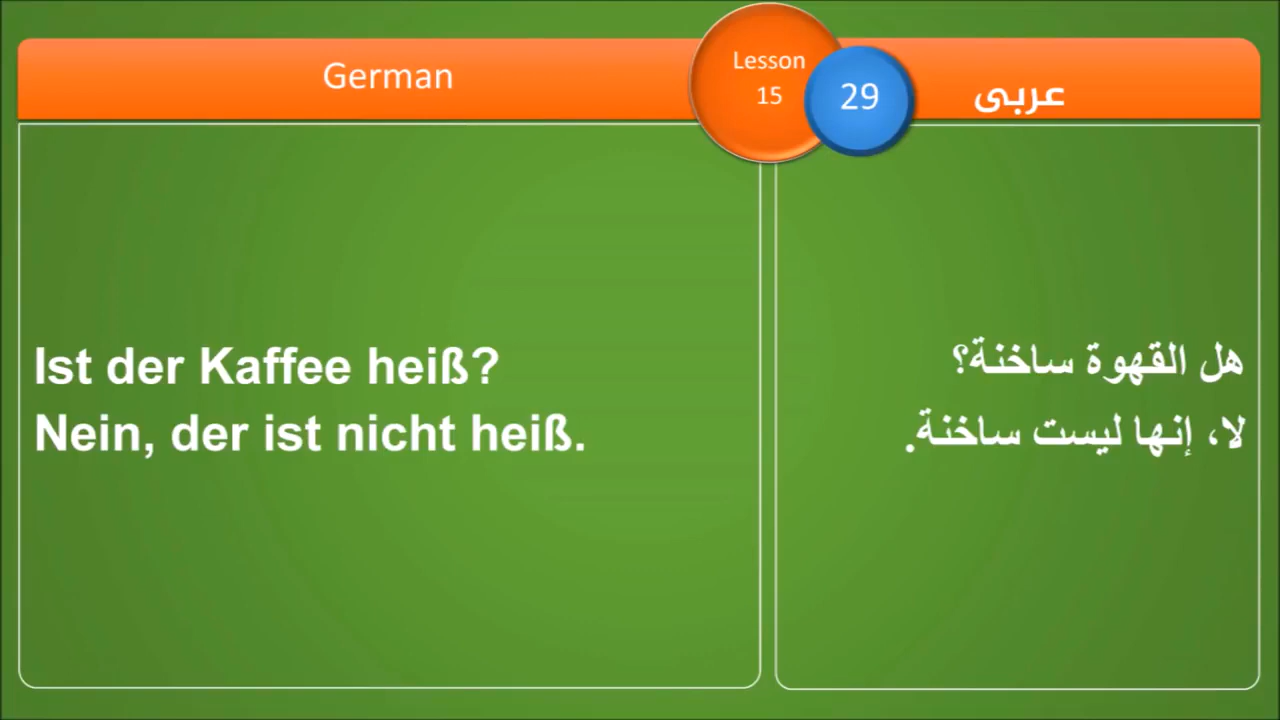 German
Lesson
15
29
عربى
Ist der Kaffee heiß?
Nein, der ist nicht heiß.
هل القهوة ساخنة؟
لا، إنها ليست ساخنة.